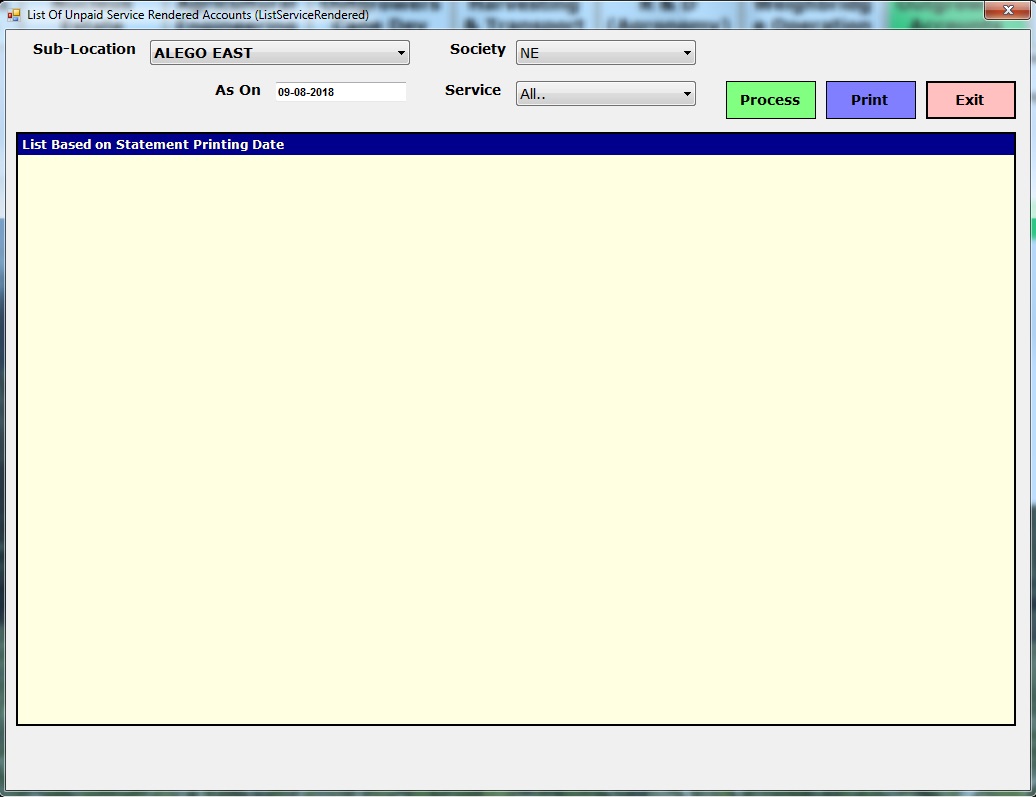 List Of Unpaid Service Rendered Accounts (ListServiceRendered)
Sub-Location ALEGO EAST Society NE
As On 09-08-2018 Service All..
Process Print Exit
List Based on Statement Printing Date